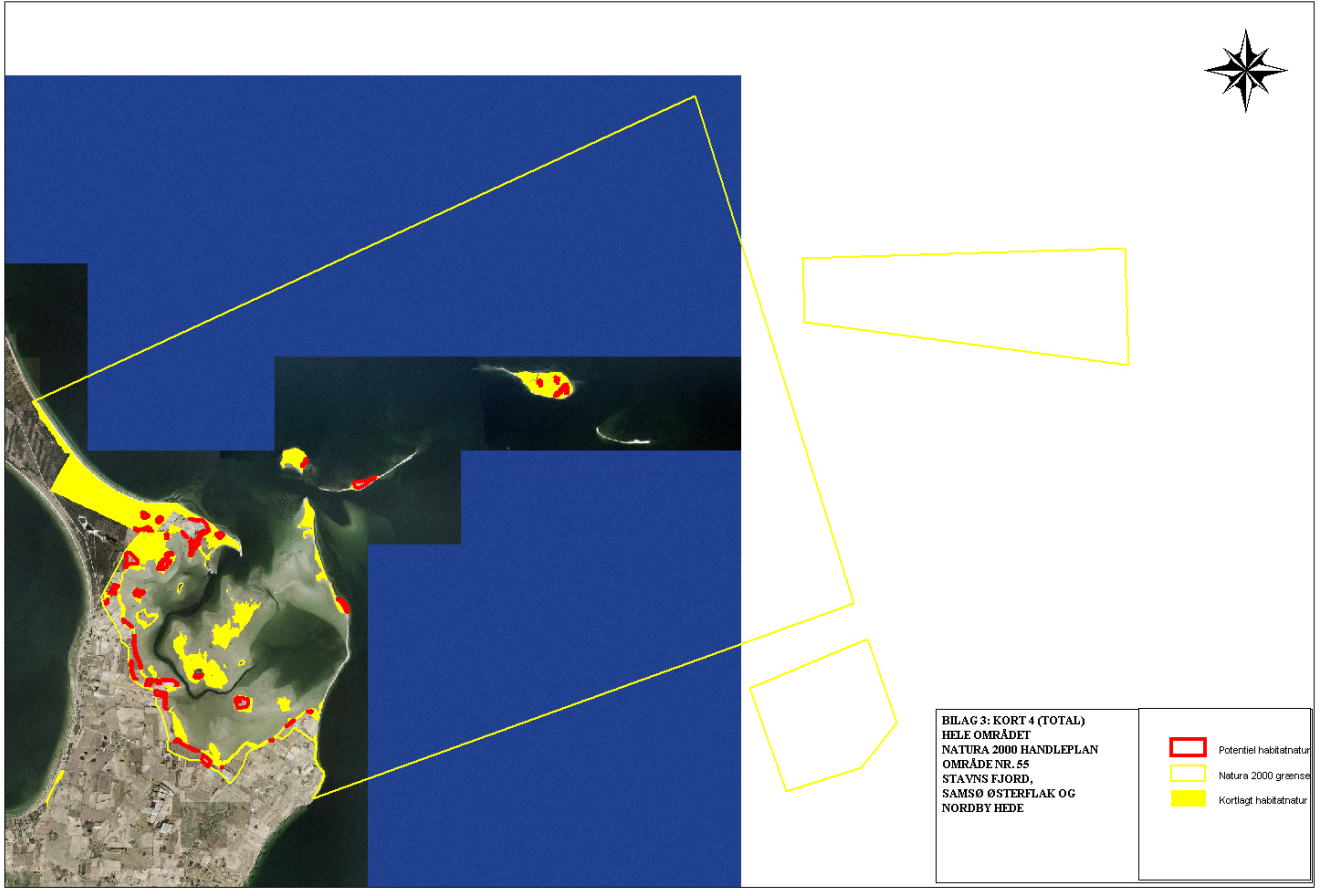 BILAG 3: KORT 4 (TOTAL)
HELE OMRÅDET
NATURA 2000 HANDLEPLAN
OMRÅDE NR. 55
STAVNS FJORD,
SAMSØ ØSTERFLAK OG
NORDBY HEDE
Potentiel habitatnatur
Natura 2000 grænse
Kortlagt habitatnatur